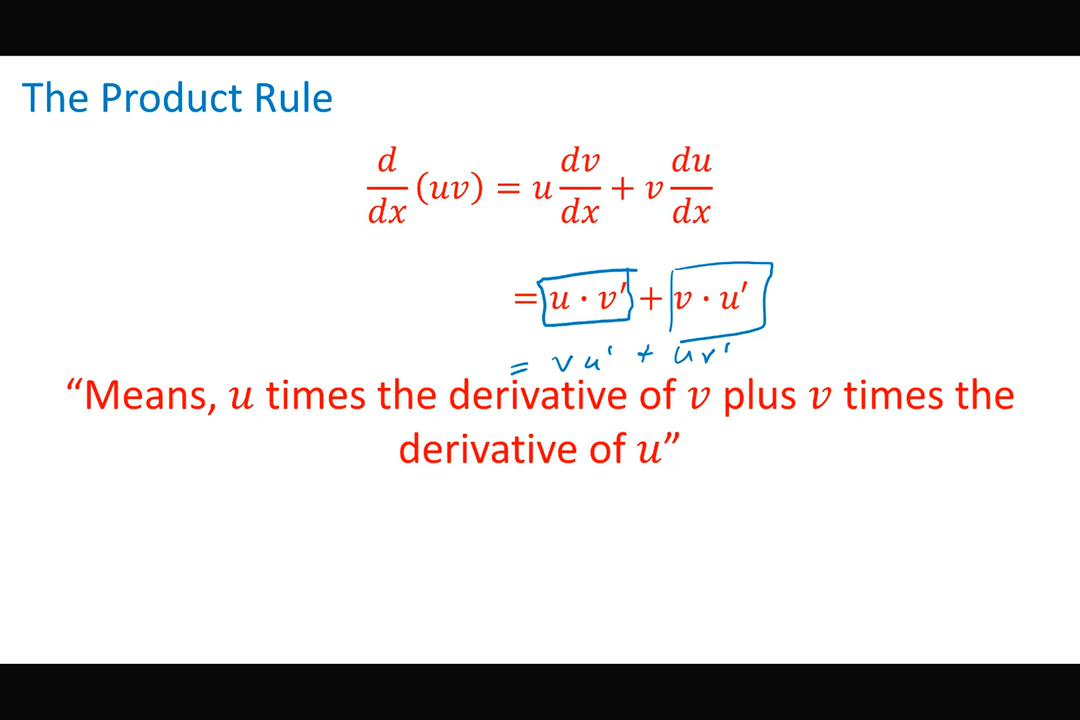 The Product Rule
d/dx (uv) = u dv/dx + v du/dx
= u · v′ + v · u′
= vu' + uv'
“Means, u times the derivative of v plus v times the
derivative of u”